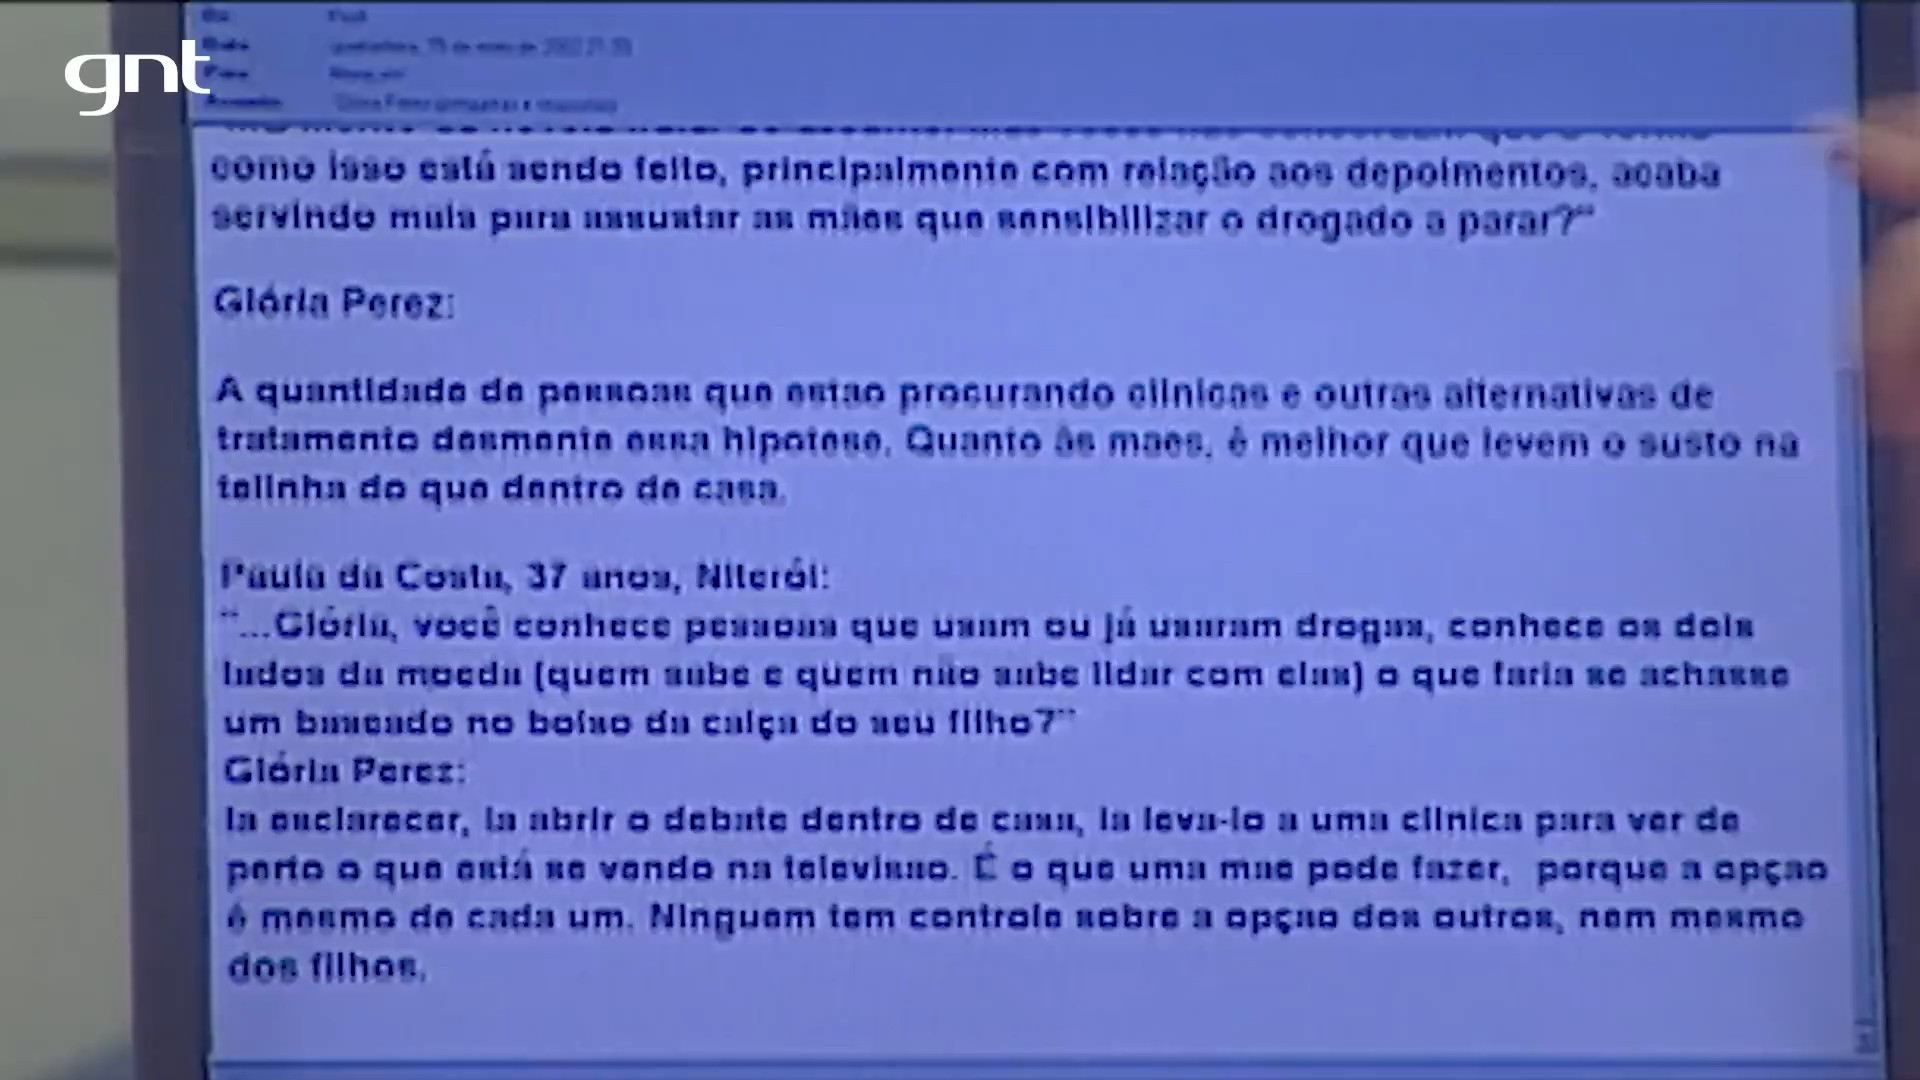 gnt
como isso está sendo feito, principalmente com relação aos depoimentos, acaba
servindo mais para assustar as mães que sensibilizar o drogado a parar?"
Glória Perez:
A quantidade de pessoas que estao procurando clinicas e outras alternativas de
tratamento desmente essa hipotese. Quanto às maes, é melhor que levem o susto na
telinha do que dentro de casa.
Paula da Costa, 37 anos, Niterói:
"...Glória, você conhece pessoas que usam ou já usaram drogas, conhece os dois
lados da moeda (quem sabe e quem não sabe lidar com elas) o que faria se achasse
um baseado no bolso da calça do seu filho?"
Glória Perez:
Ia esclarecer, ia abrir o debate dentro de casa, ia leva-lo a uma clinica para ver de
perto o que está se vendo na televisao. É o que uma mae pode fazer, porque a opçao
é mesmo de cada um. Ninguem tem controle sobre a opçao dos outros, nem mesmo
dos filhos.